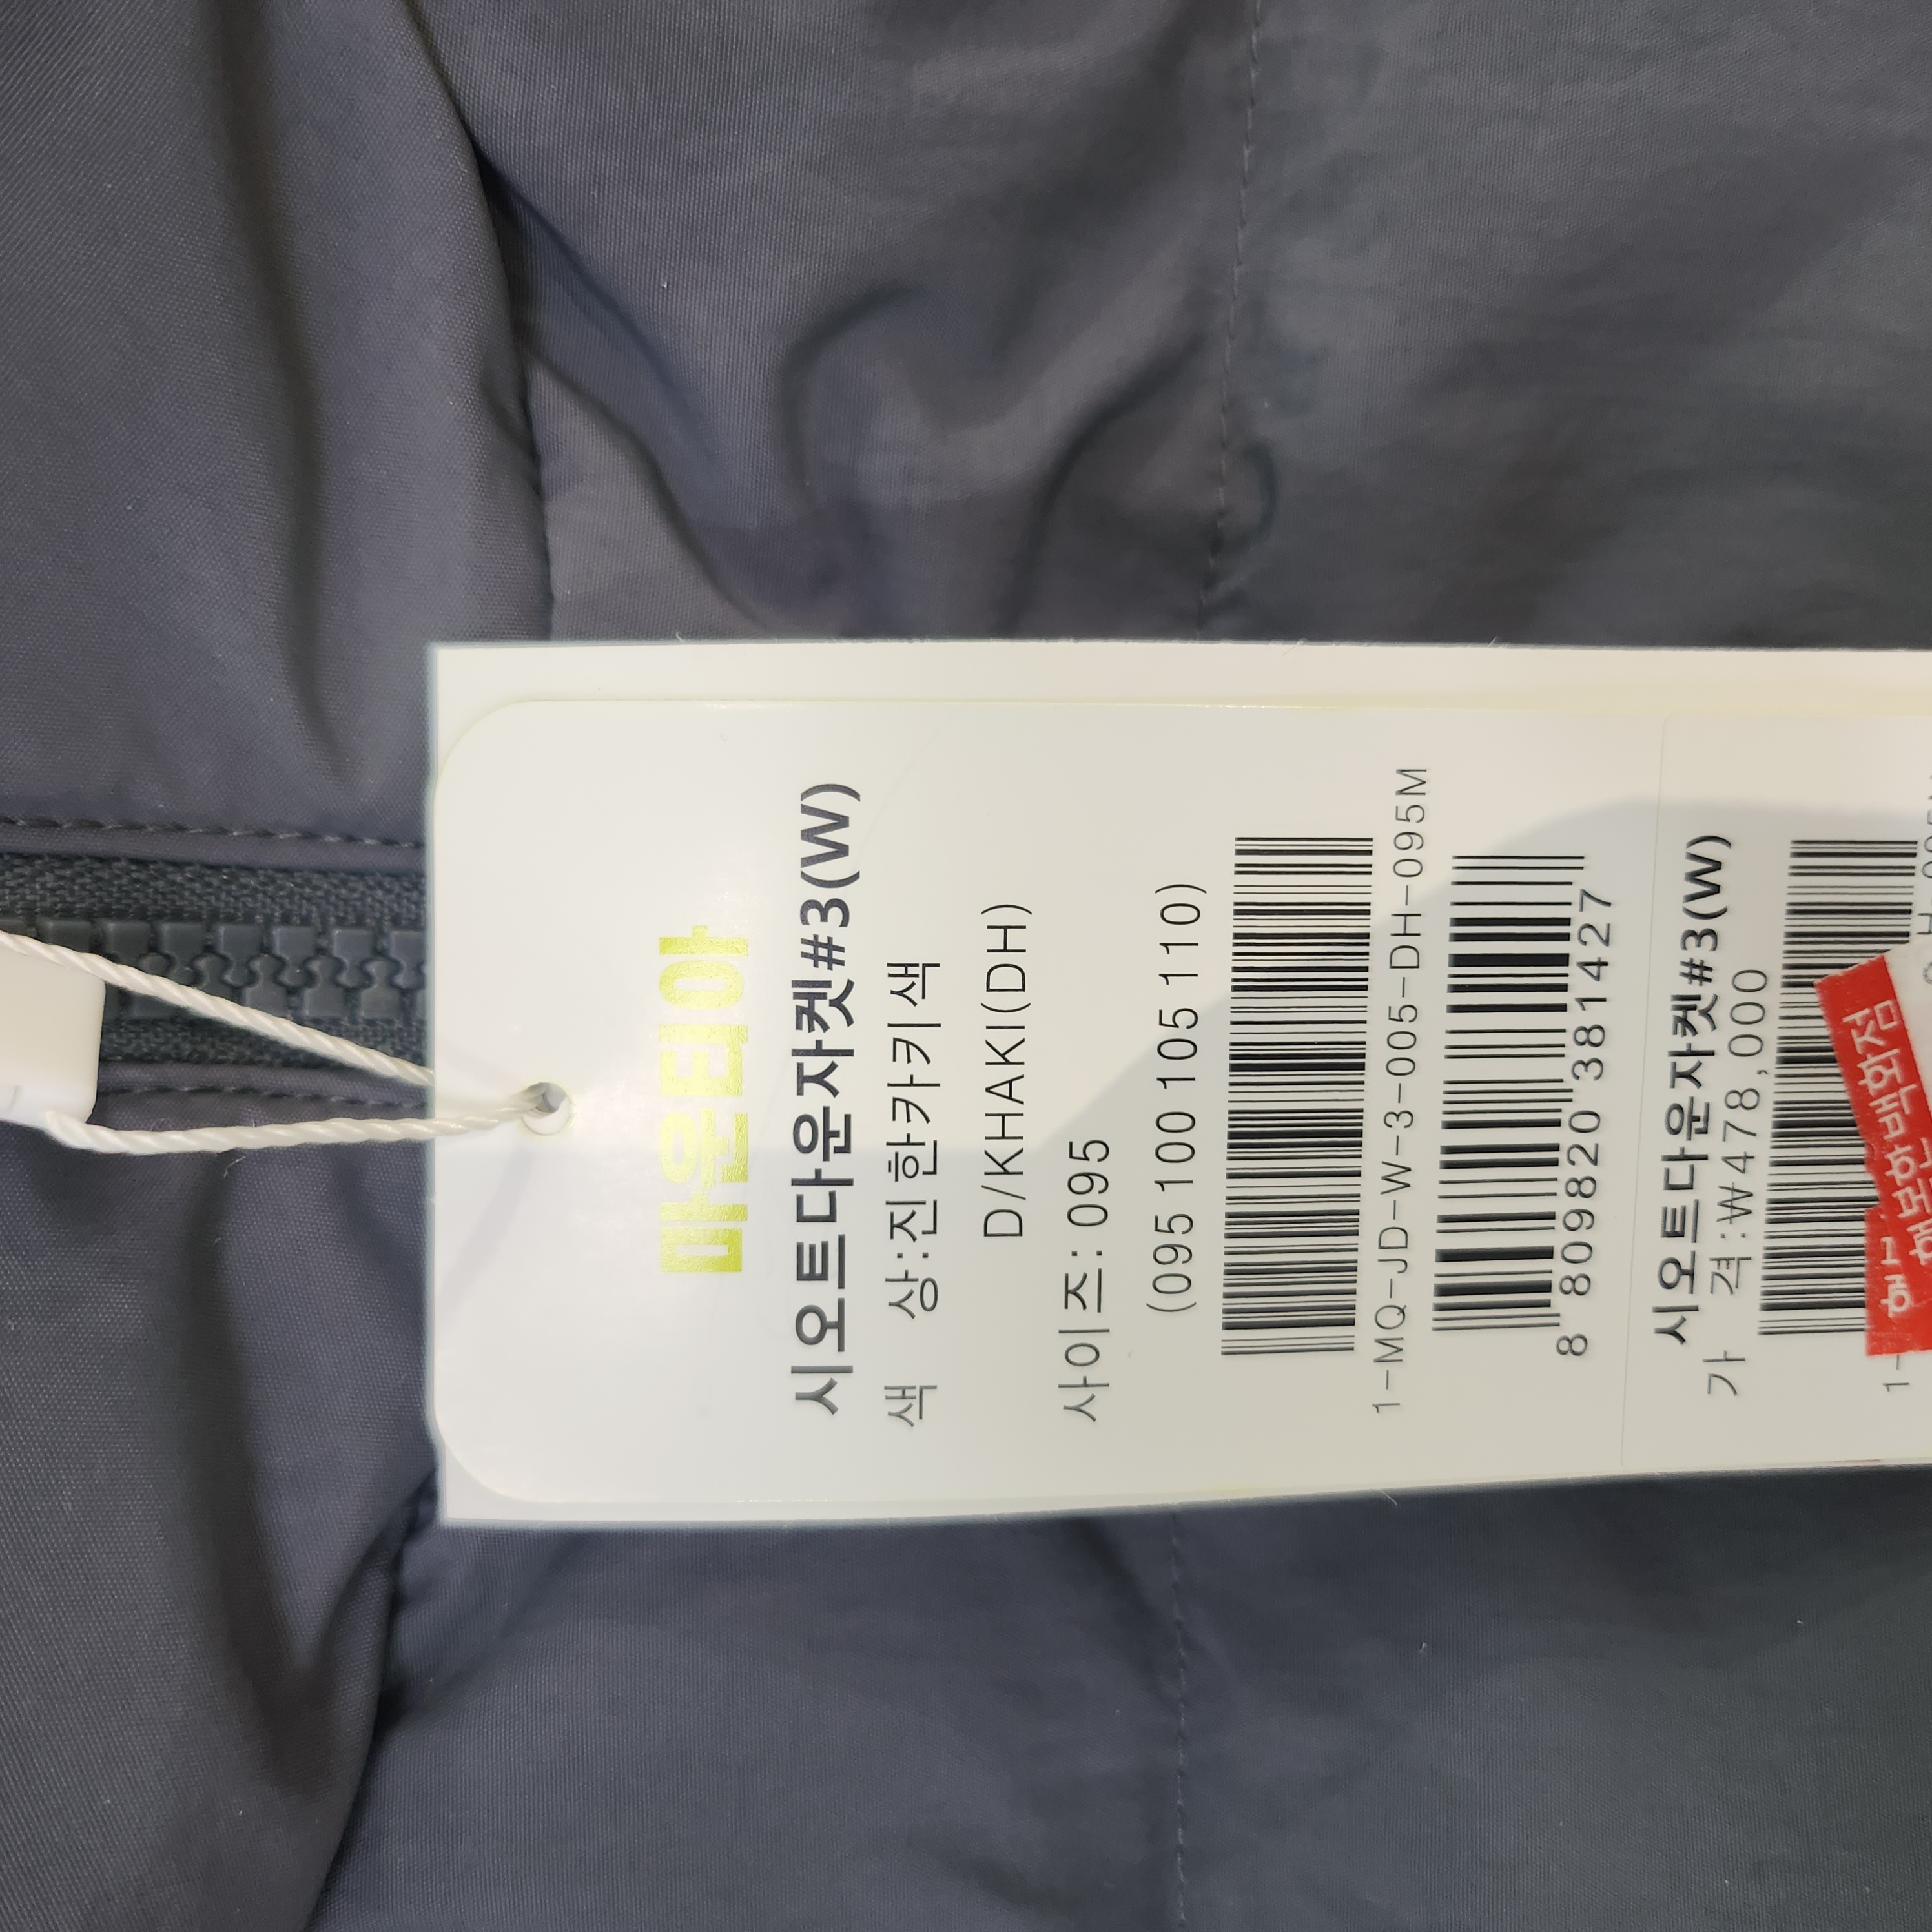 마운티아
시오트다운자켓#3(W)
색 상:진한카키색
D/KHAKI(DH)
사이즈: 095
(095 100 105 110)
1-MQ-JD-W-3-005-DH-095M
8 809820 381427
시오트다운자켓#3(W)
가 격:₩478,000